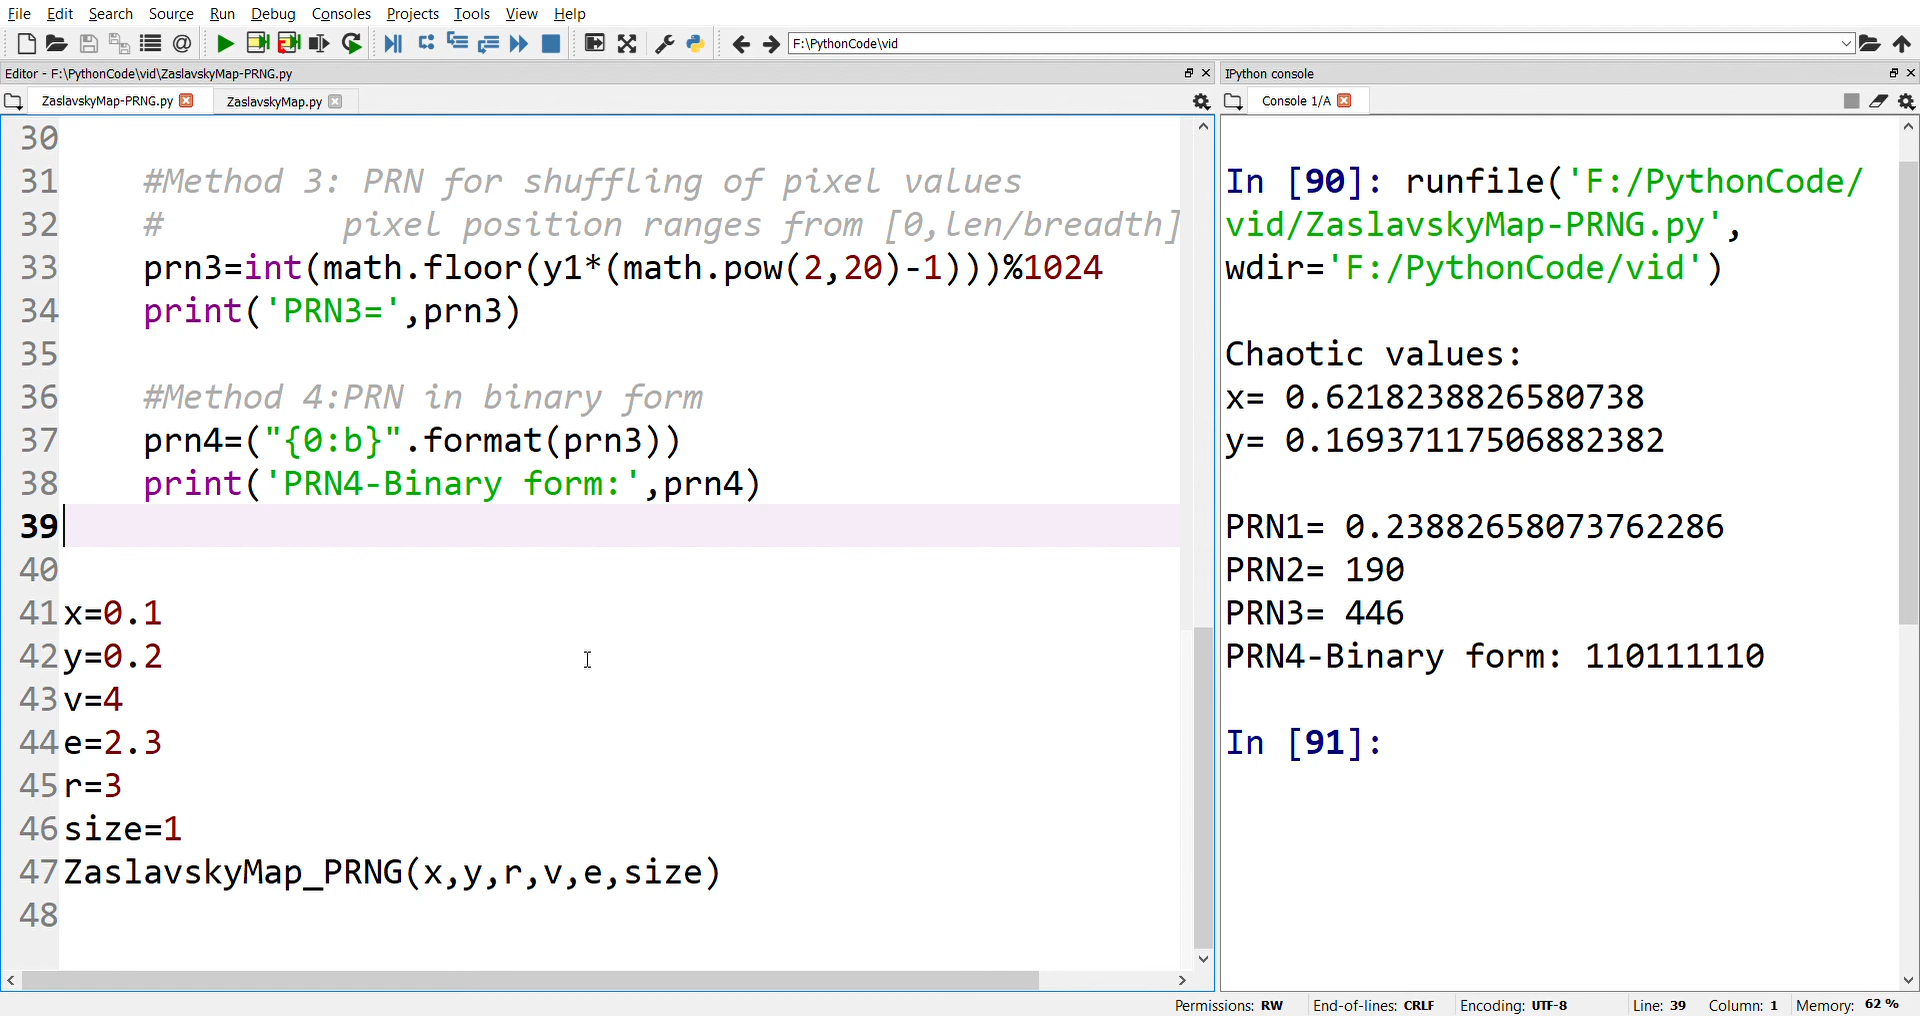 File Edit Search Source Run Debug Consoles Projects Tools View Help
F:\PythonCode\vid
Editor - F:\PythonCode\vid\ZaslavskyMap-PRNG.py
ZaslavskyMap-PRNG.py ZaslavskyMap.py
30
31 #Method 3: PRN for shuffling of pixel values
32 # pixel position ranges from [0,len/breadth]
33 prn3=int(math.floor(y1*(math.pow(2,20)-1)))%1024
34 print('PRN3=',prn3)
35
36 #Method 4:PRN in binary form
37 prn4=("{0:b}".format(prn3))
38 print('PRN4-Binary form:',prn4)
39
40
41 x=0.1
42 y=0.2
43 v=4
44 e=2.3
45 r=3
46 size=1
47 ZaslavskyMap_PRNG(x,y,r,v,e,size)
48
IPython console
Console 1/A
In [90]: runfile('F:/PythonCode/
vid/ZaslavskyMap-PRNG.py',
wdir='F:/PythonCode/vid')
Chaotic values:
x= 0.6218238826580738
y= 0.16937117506882382
PRN1= 0.23882658073762286
PRN2= 190
PRN3= 446
PRN4-Binary form: 110111110
In [91]:
Permissions: RW End-of-lines: CRLF Encoding: UTF-8 Line: 39 Column: 1 Memory: 62 %